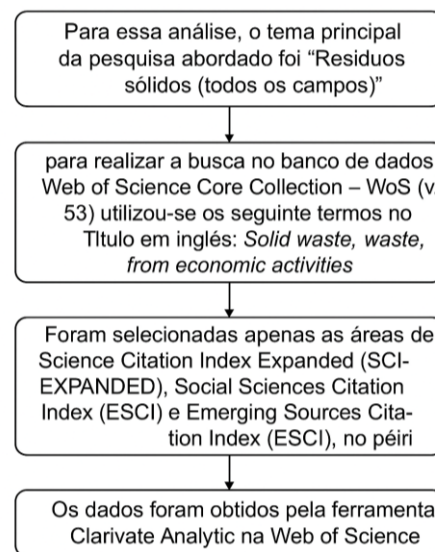 Para essa análise, o tema principal
da pesquisa abordado foi “Residuos
sólidos (todos os campos)”
para realizar a busca no banco de dados
Web of Science Core Collection – WoS (v.
53) utilizou-se os seguinte termos no
Tltulo em inglés: Solid waste, waste,
from economic activities
Foram selecionadas apenas as áreas de
Science Citation Index Expanded (SCI-
EXPANDED), Social Sciences Citation
Index (ESCI) e Emerging Sources Cita-
tion Index (ESCI), no péiri
Os dados foram obtidos pela ferramenta
Clarivate Analytic na Web of Science